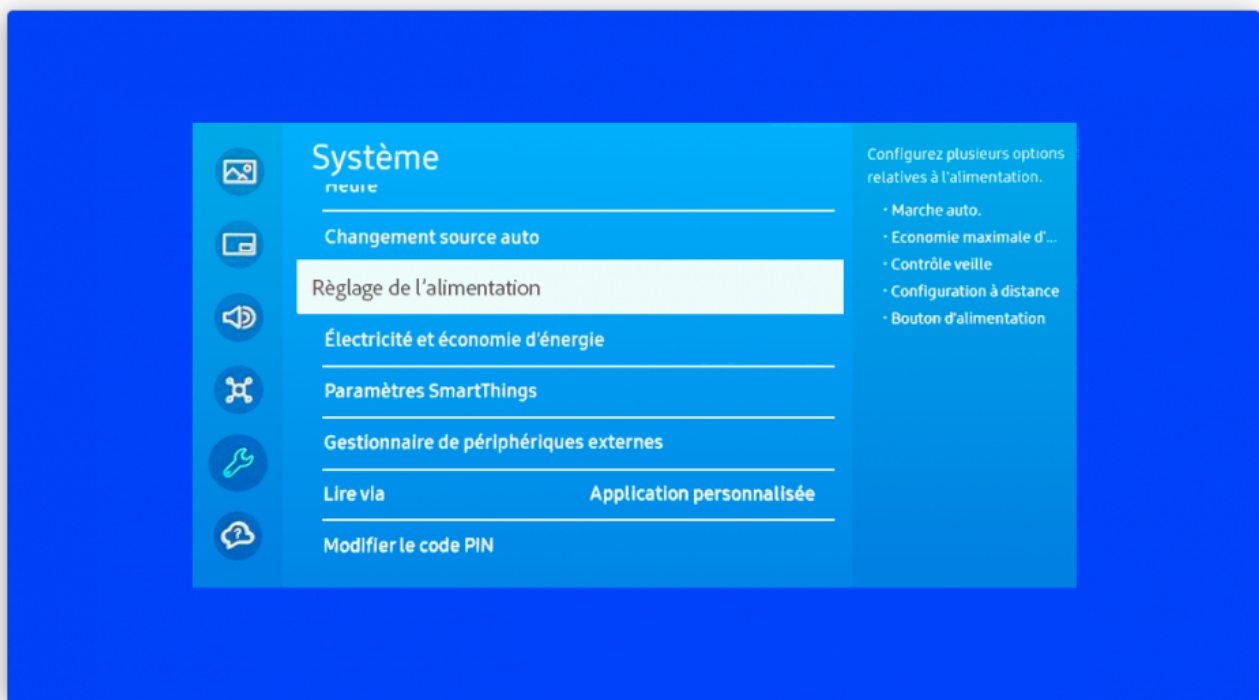 Système
Heure
Changement source auto
Règlage de l'alimentation
Électricité et économie d'énergie
Paramètres SmartThings
Gestionnaire de périphériques externes
Lire via Application personnalisée
Modifier le code PIN
Configurez plusieurs options
relatives à l'alimentation.
· Marche auto.
· Economie maximale d'...
· Contrôle veille
· Configuration à distance
· Bouton d'alimentation